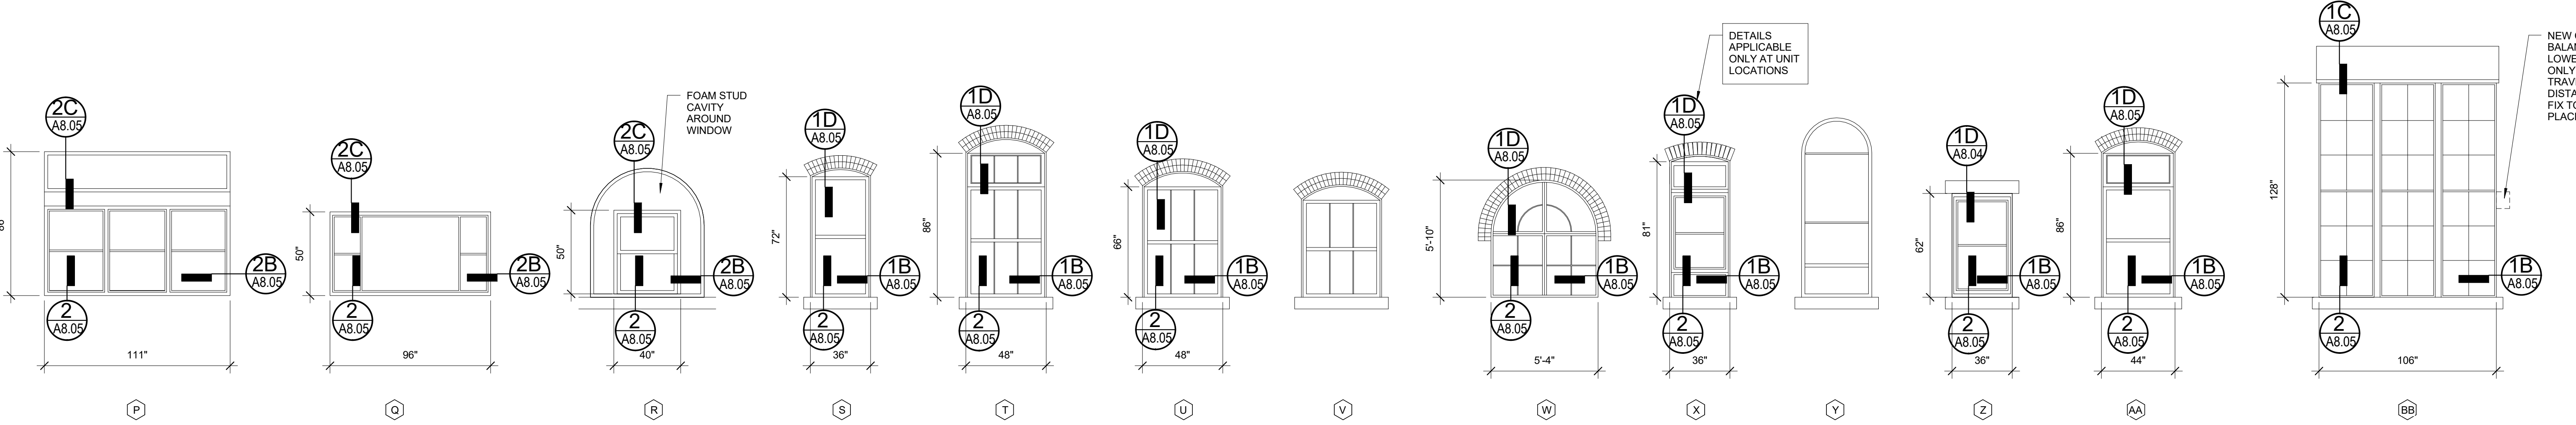 2C
A8.05
2B
A8.05
2
A8.05
111"
P
2C
A8.05
50"
2B
A8.05
2
A8.05
96"
Q
FOAM STUD
CAVITY
AROUND
WINDOW
2C
A8.05
50"
2B
A8.05
2
A8.05
40"
R
1D
A8.05
72"
1B
A8.05
2
A8.05
36"
S
1D
A8.05
86"
1B
A8.05
2
A8.05
48"
T
1D
A8.05
66"
1B
A8.05
2
A8.05
48"
U
V
1D
A8.05
5'-10"
1B
A8.05
2
A8.05
5'-4"
W
DETAILS
APPLICABLE
ONLY AT UNIT
LOCATIONS
1D
A8.05
81"
1B
A8.05
2
A8.05
36"
X
Y
1D
A8.04
62"
1B
A8.05
2
A8.05
36"
Z
1D
A8.05
86"
1B
A8.05
2
A8.05
44"
AA
1C
A8.05
NEW
ONLY
128"
1B
A8.05
2
A8.05
106"
BB